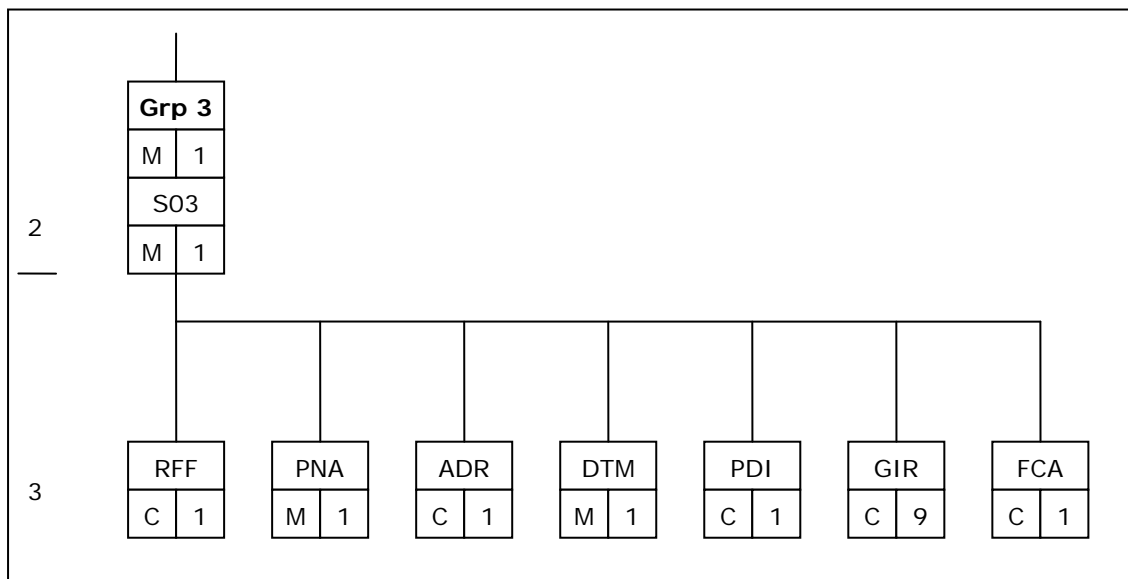 Grp 3
M 1
S03
2
M 1
RFF PNA ADR DTM PDI GIR FCA
3
C 1 M 1 C 1 M 1 C 1 C 9 C 1